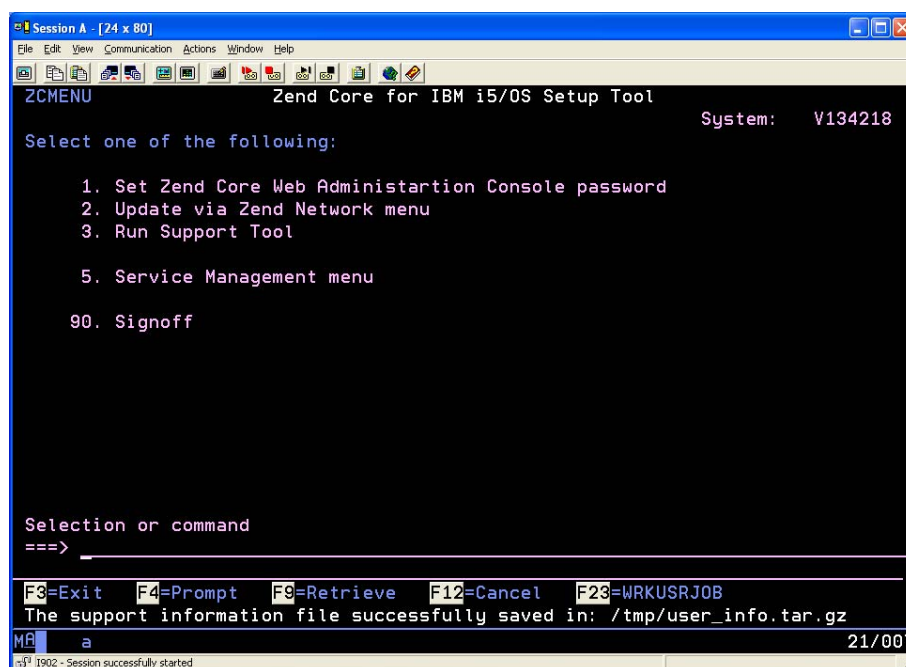 Session A - [24 x 80]
File Edit View Communication Actions Window Help
ZCMENU Zend Core for IBM i5/OS Setup Tool
System: V134218
Select one of the following:
1. Set Zend Core Web Administartion Console password
2. Update via Zend Network menu
3. Run Support Tool
5. Service Management menu
90. Signoff
Selection or command
===>
F3=Exit F4=Prompt F9=Retrieve F12=Cancel F23=WRKUSRJOB
The support information file successfully saved in: /tmp/user_info.tar.gz
MA a 21/00
I902 - Session successfully started